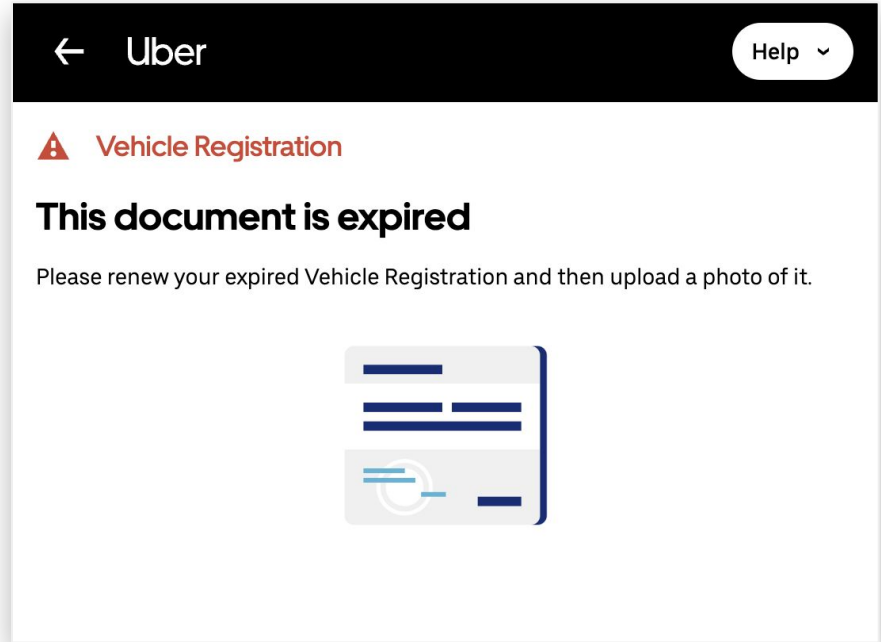 Uber
Help
Vehicle Registration
This document is expired
Please renew your expired Vehicle Registration and then upload a photo of it.